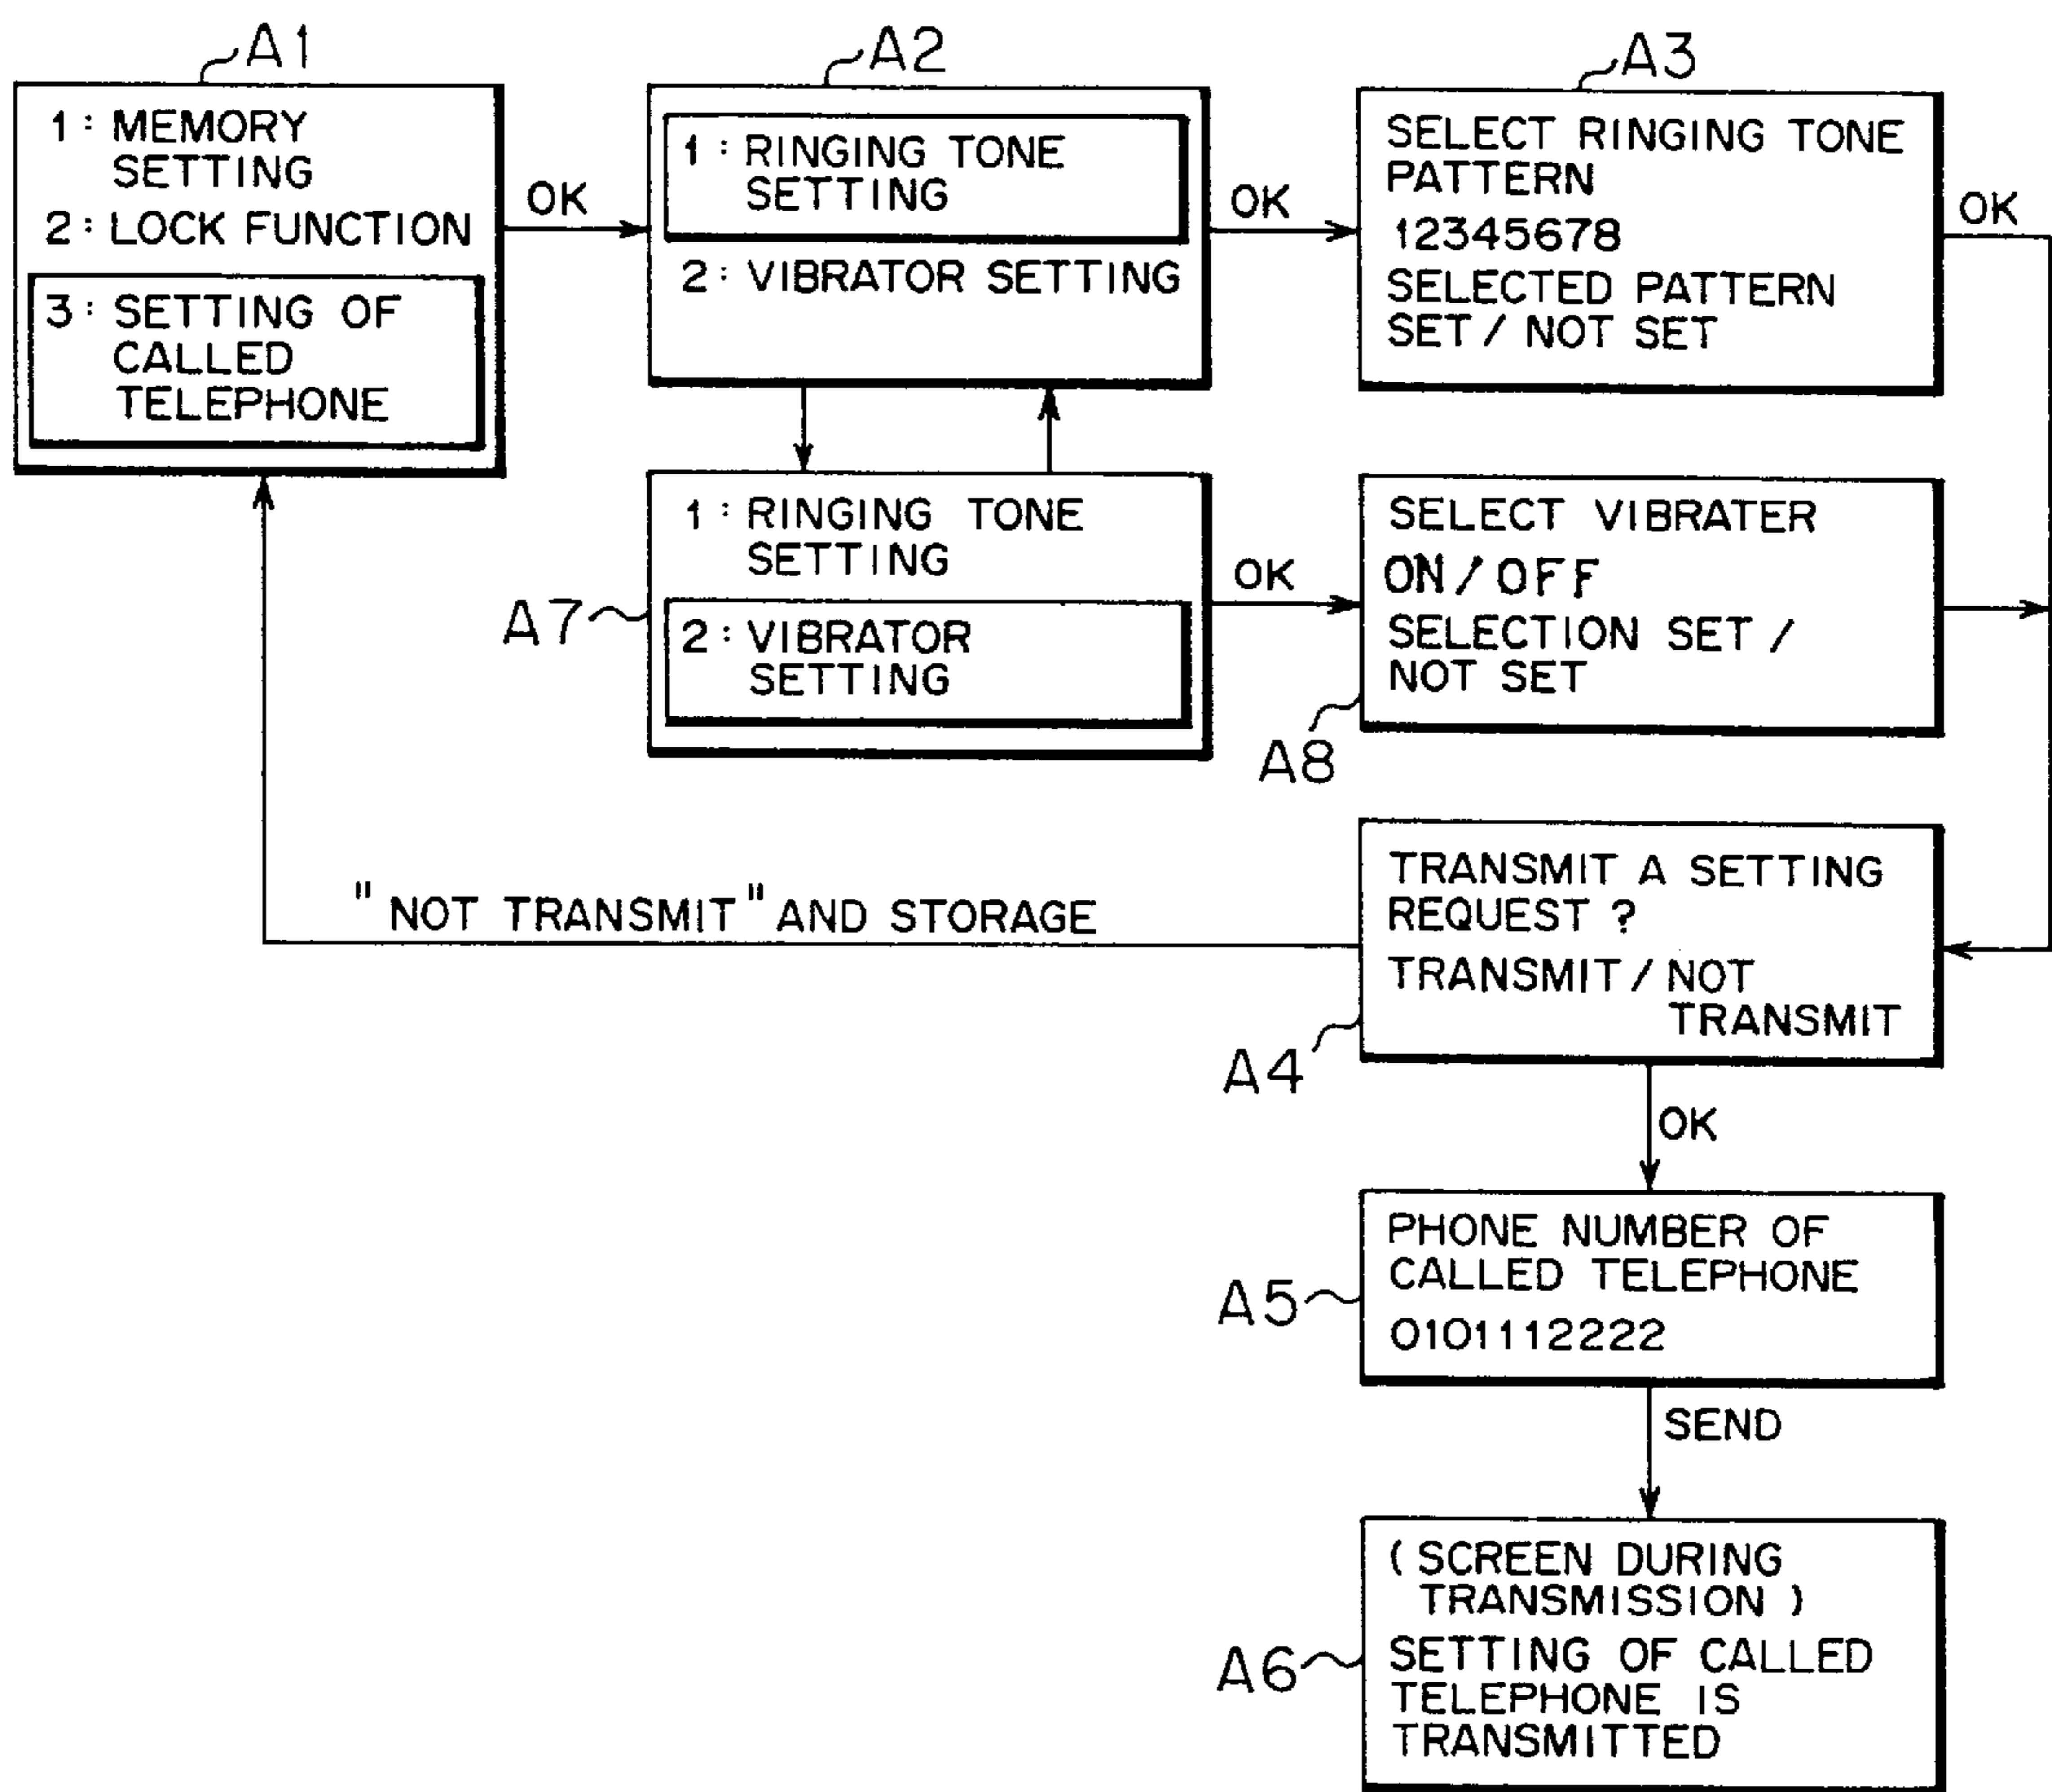 A1
1: MEMORY
SETTING
2: LOCK FUNCTION
3: SETTING OF
CALLED
TELEPHONE
OK
A2
1: RINGING TONE
SETTING
2: VIBRATOR SETTING
OK
A3
SELECT RINGING TONE
PATTERN
12345678
SELECTED PATTERN
SET / NOT SET
OK
A7
1: RINGING TONE
SETTING
2: VIBRATOR
SETTING
OK
A8
SELECT VIBRATER
ON / OFF
SELECTION SET /
NOT SET
"NOT TRANSMIT" AND STORAGE
A4
TRANSMIT A SETTING
REQUEST ?
TRANSMIT / NOT
TRANSMIT
OK
A5
PHONE NUMBER OF
CALLED TELEPHONE
0101112222
SEND
A6
( SCREEN DURING
TRANSMISSION )
SETTING OF CALLED
TELEPHONE IS
TRANSMITTED